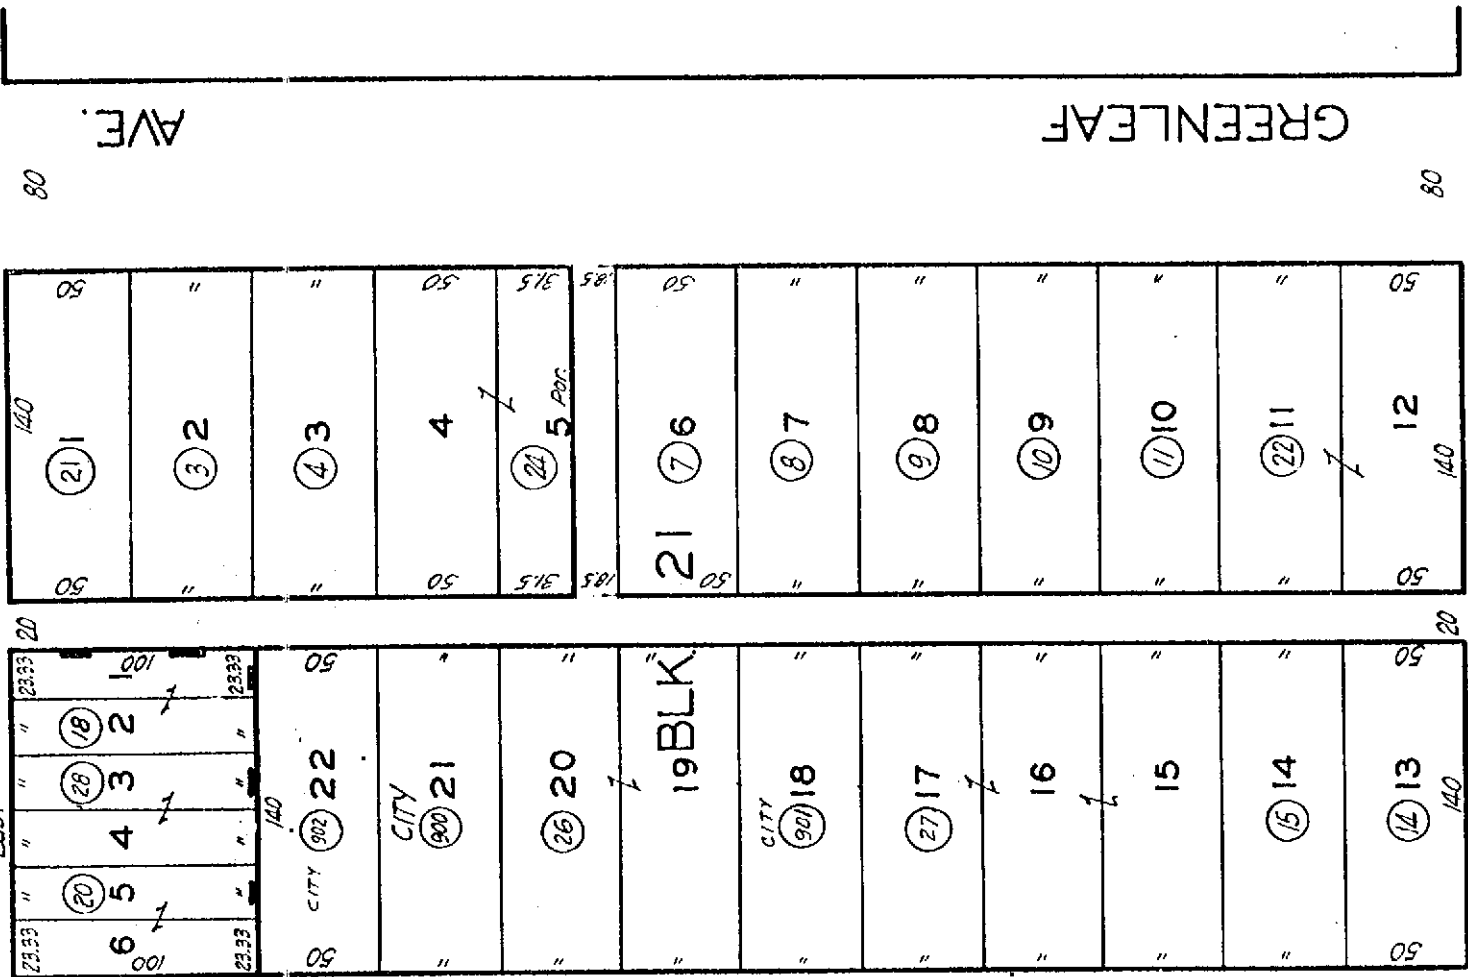 AVE.
GREENLEAF
80
80
50 " " 50 31.5 18.5 50 " " " " " 50
140
21 1
3 2
4 3
4
24 5 Por.
7 6
8 7
9 8
10 9
11 10
22 11
12
140
50 " " 50 31.5 18.5 50 " " " " " 50
21
20
20
23.33 100 23.33
1
" 18 2 "
" 28 3 "
" 4 "
" 20 5 "
23.33 6 100 23.33
50 " " " " " " " " 50
140
CITY 902 22
CITY 900 21
26 20
19 BLK.
CITY 901 18
27 17
16
15
15 14
14 13
140
50 " " " " " " " " 50